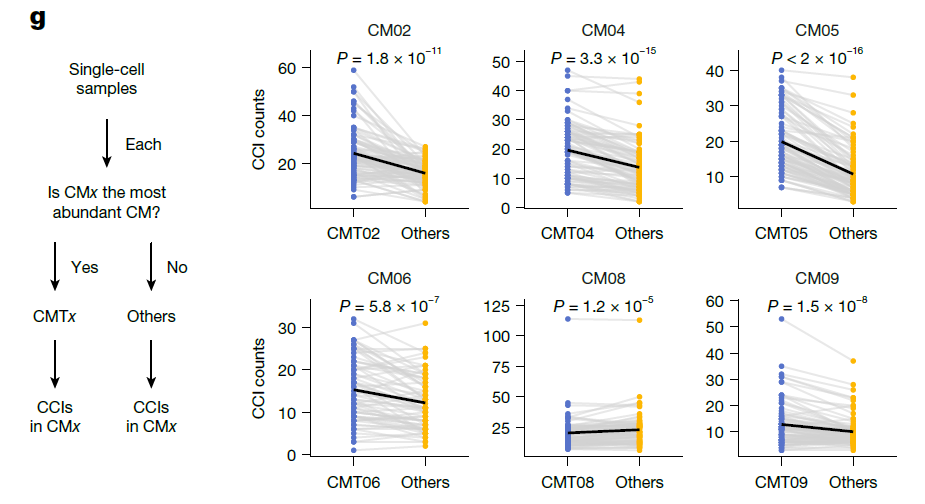 g
Single-cell
samples
Each
Is CMx the most
abundant CM?
Yes
No
CMTx
Others
CCIs
in CMx
CCIs
in CMx
CM02
P = 1.8 × 10⁻¹¹
CCI counts
60
40
20
CMT02
Others
CM04
P = 3.3 × 10⁻¹⁵
50
40
30
20
10
0
CMT04
Others
CM05
P < 2 × 10⁻¹⁶
40
30
20
10
CMT05
Others
CM06
P = 5.8 × 10⁻⁷
CCI counts
30
20
10
0
CMT06
Others
CM08
P = 1.2 × 10⁻⁵
125
100
75
50
25
CMT08
Others
CM09
P = 1.5 × 10⁻⁸
60
50
40
30
20
10
CMT09
Others